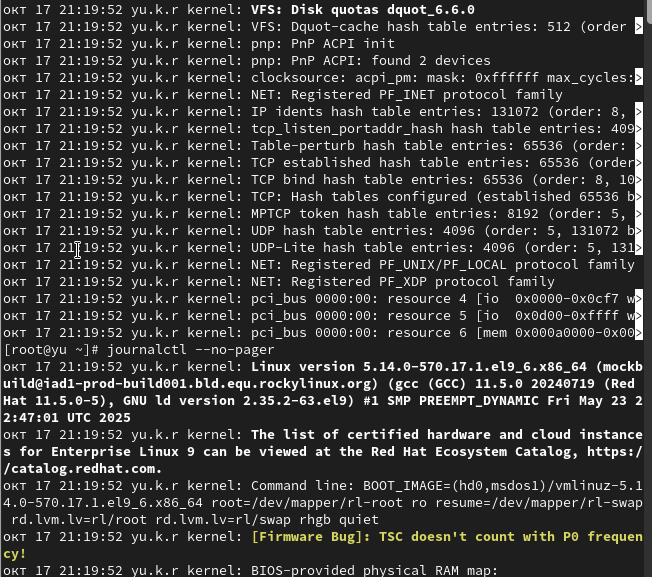 окт 17 21:19:52 yu.k.r kernel: VFS: Disk quotas dquot_6.6.0
окт 17 21:19:52 yu.k.r kernel: VFS: Dquot-cache hash table entries: 512 (order >
окт 17 21:19:52 yu.k.r kernel: pnp: PnP ACPI init
окт 17 21:19:52 yu.k.r kernel: pnp: PnP ACPI: found 2 devices
окт 17 21:19:52 yu.k.r kernel: clocksource: acpi_pm: mask: 0xffffff max_cycles:>
окт 17 21:19:52 yu.k.r kernel: NET: Registered PF_INET protocol family
окт 17 21:19:52 yu.k.r kernel: IP idents hash table entries: 131072 (order: 8, >
окт 17 21:19:52 yu.k.r kernel: tcp_listen_portaddr_hash hash table entries: 409>
окт 17 21:19:52 yu.k.r kernel: Table-perturb hash table entries: 65536 (order: >
окт 17 21:19:52 yu.k.r kernel: TCP established hash table entries: 65536 (order>
окт 17 21:19:52 yu.k.r kernel: TCP bind hash table entries: 65536 (order: 8, 10>
окт 17 21:19:52 yu.k.r kernel: TCP: Hash tables configured (established 65536 b>
окт 17 21:19:52 yu.k.r kernel: MPTCP token hash table entries: 8192 (order: 5, >
окт 17 21:19:52 yu.k.r kernel: UDP hash table entries: 4096 (order: 5, 131072 b>
окт 17 21:19:52 yu.k.r kernel: UDP-Lite hash table entries: 4096 (order: 5, 131>
окт 17 21:19:52 yu.k.r kernel: NET: Registered PF_UNIX/PF_LOCAL protocol family
окт 17 21:19:52 yu.k.r kernel: NET: Registered PF_XDP protocol family
окт 17 21:19:52 yu.k.r kernel: pci_bus 0000:00: resource 4 [io  0x0000-0x0cf7 w>
окт 17 21:19:52 yu.k.r kernel: pci_bus 0000:00: resource 5 [io  0x0d00-0xffff w>
окт 17 21:19:52 yu.k.r kernel: pci_bus 0000:00: resource 6 [mem 0x000a0000-0x00>
[root@yu ~]# journalctl --no-pager
окт 17 21:19:52 yu.k.r kernel: Linux version 5.14.0-570.17.1.el9_6.x86_64 (mockb
uild@iad1-prod-build001.bld.equ.rockylinux.org) (gcc (GCC) 11.5.0 20240719 (Red
Hat 11.5.0-5), GNU ld version 2.35.2-63.el9) #1 SMP PREEMPT_DYNAMIC Fri May 23 2
2:47:01 UTC 2025
окт 17 21:19:52 yu.k.r kernel: The list of certified hardware and cloud instance
s for Enterprise Linux 9 can be viewed at the Red Hat Ecosystem Catalog, https:/
/catalog.redhat.com.
окт 17 21:19:52 yu.k.r kernel: Command line: BOOT_IMAGE=(hd0,msdos1)/vmlinuz-5.1
4.0-570.17.1.el9_6.x86_64 root=/dev/mapper/rl-root ro resume=/dev/mapper/rl-swap
rd.lvm.lv=rl/root rd.lvm.lv=rl/swap rhgb quiet
окт 17 21:19:52 yu.k.r kernel: [Firmware Bug]: TSC doesn't count with P0 frequen
cy!
окт 17 21:19:52 yu.k.r kernel: BIOS-provided physical RAM map: